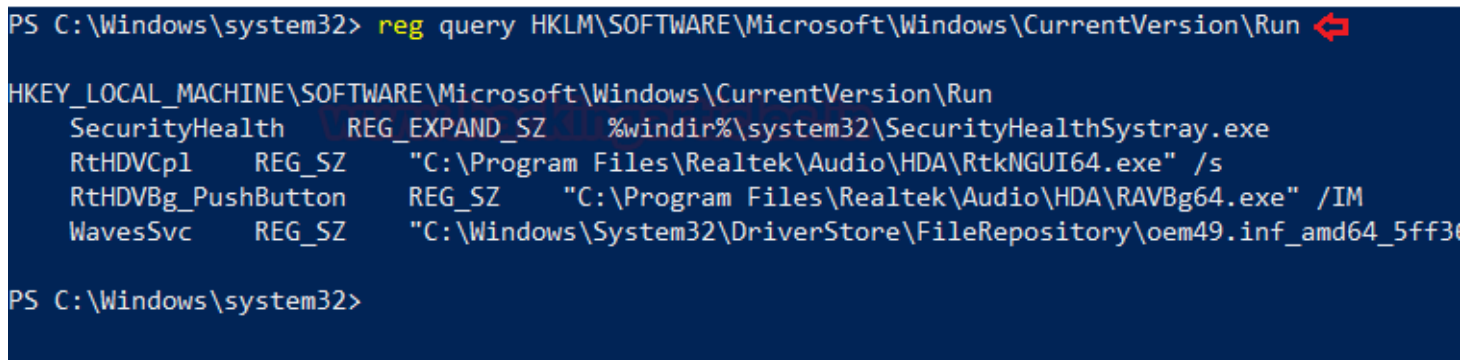 PS C:\Windows\system32> reg query HKLM\SOFTWARE\Microsoft\Windows\CurrentVersion\Run
HKEY_LOCAL_MACHINE\SOFTWARE\Microsoft\Windows\CurrentVersion\Run
SecurityHealth REG_EXPAND_SZ %windir%\system32\SecurityHealthSystray.exe
RtHDVCpl REG_SZ "C:\Program Files\Realtek\Audio\HDA\RtkNGUI64.exe" /s
RtHDVBg_PushButton REG_SZ "C:\Program Files\Realtek\Audio\HDA\RAVBg64.exe" /IM
WavesSvc REG_SZ "C:\Windows\System32\DriverStore\FileRepository\oem49.inf_amd64_5ff36
PS C:\Windows\system32>